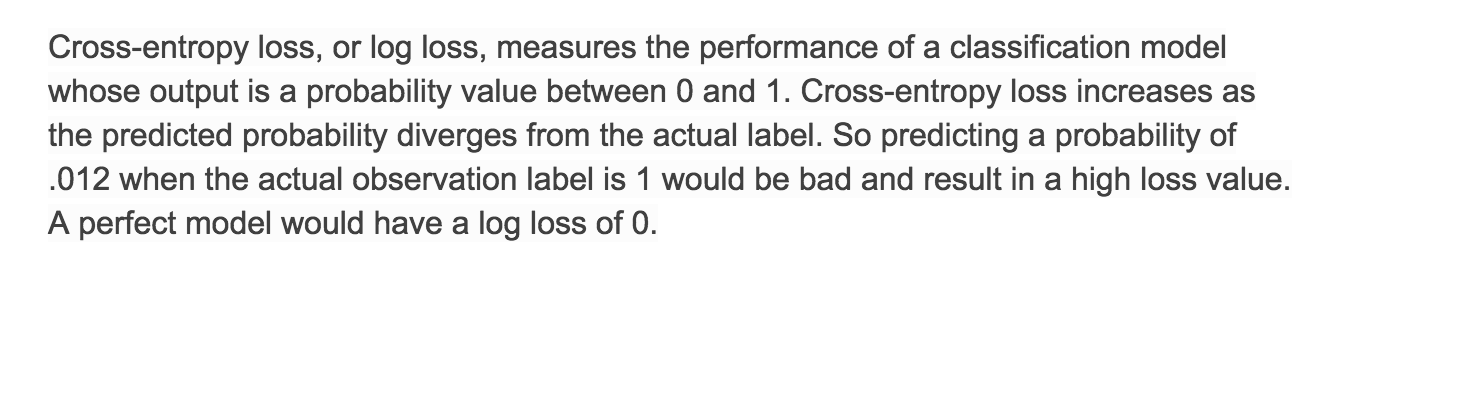 Cross-entropy loss, or log loss, measures the performance of a classification model
whose output is a probability value between 0 and 1. Cross-entropy loss increases as
the predicted probability diverges from the actual label. So predicting a probability of
.012 when the actual observation label is 1 would be bad and result in a high loss value.
A perfect model would have a log loss of 0.